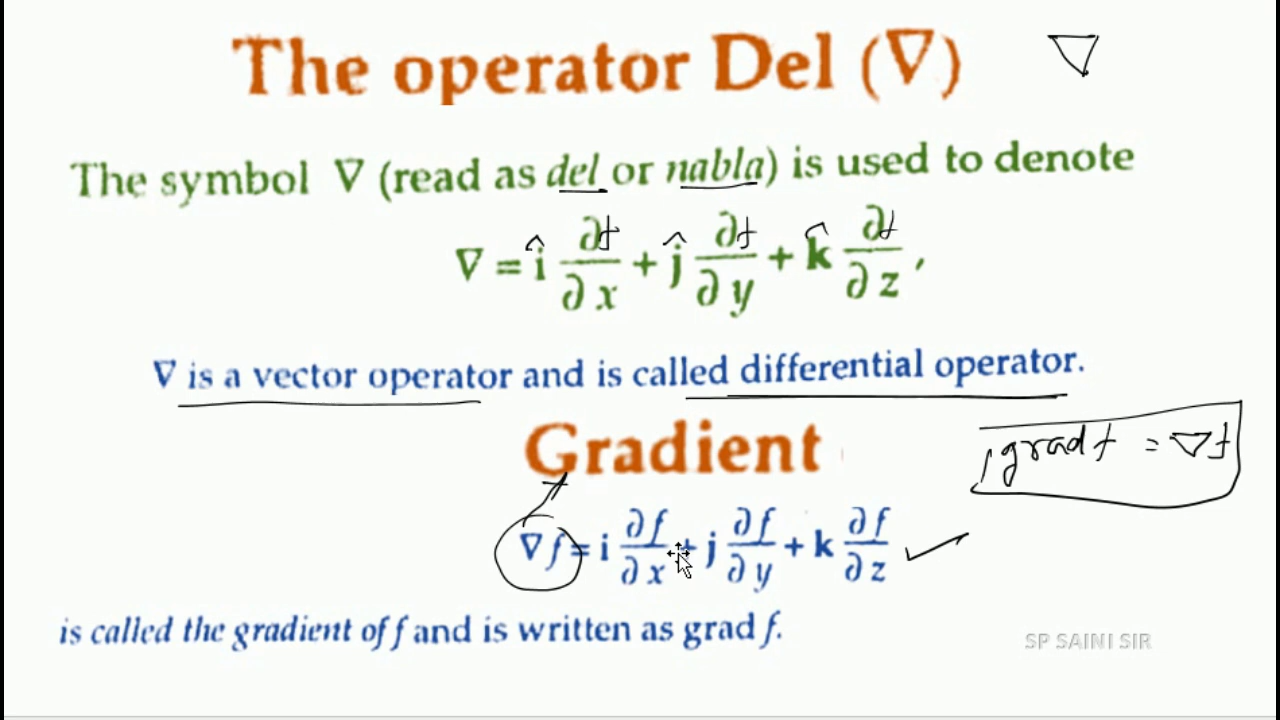 The operator Del (∇) ∇
The symbol ∇ (read as del or nabla) is used to denote
∇ = î ∂f/∂x + ĵ ∂f/∂y + k̂ ∂f/∂z,
∇ is a vector operator and is called differential operator.
Gradient
grad f = ∇f
∇f = i ∂f/∂x + j ∂f/∂y + k ∂f/∂z
is called the gradient of f and is written as grad f.
SP SAINI SIR